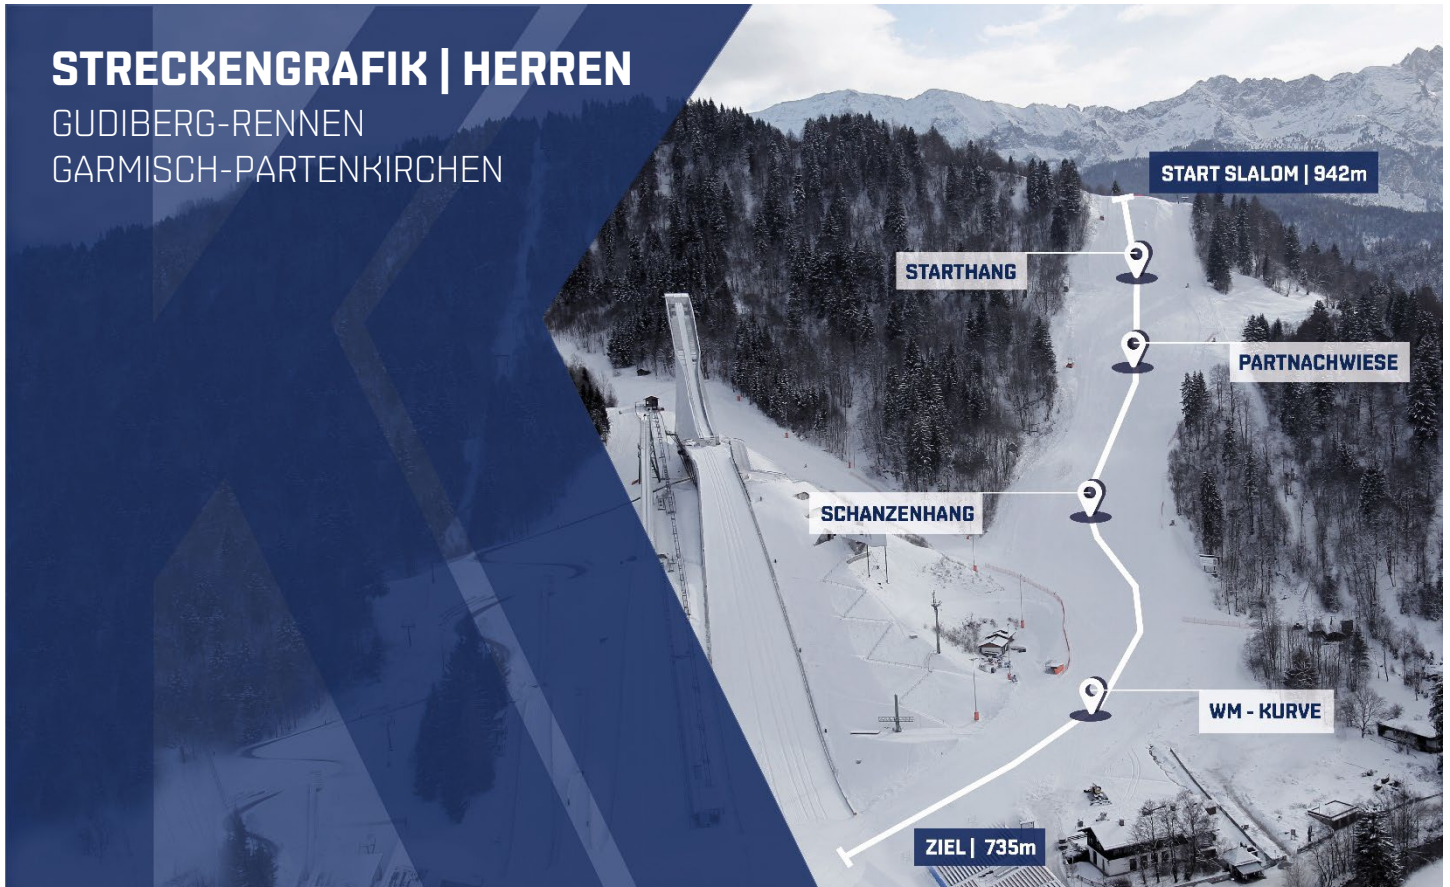 STRECKENGRAFIK | HERREN
GUDIBERG-RENNEN
GARMISCH-PARTENKIRCHEN
START SLALOM | 942m
STARTHANG
PARTNACHWIESE
SCHANZENHANG
WM - KURVE
ZIEL | 735m